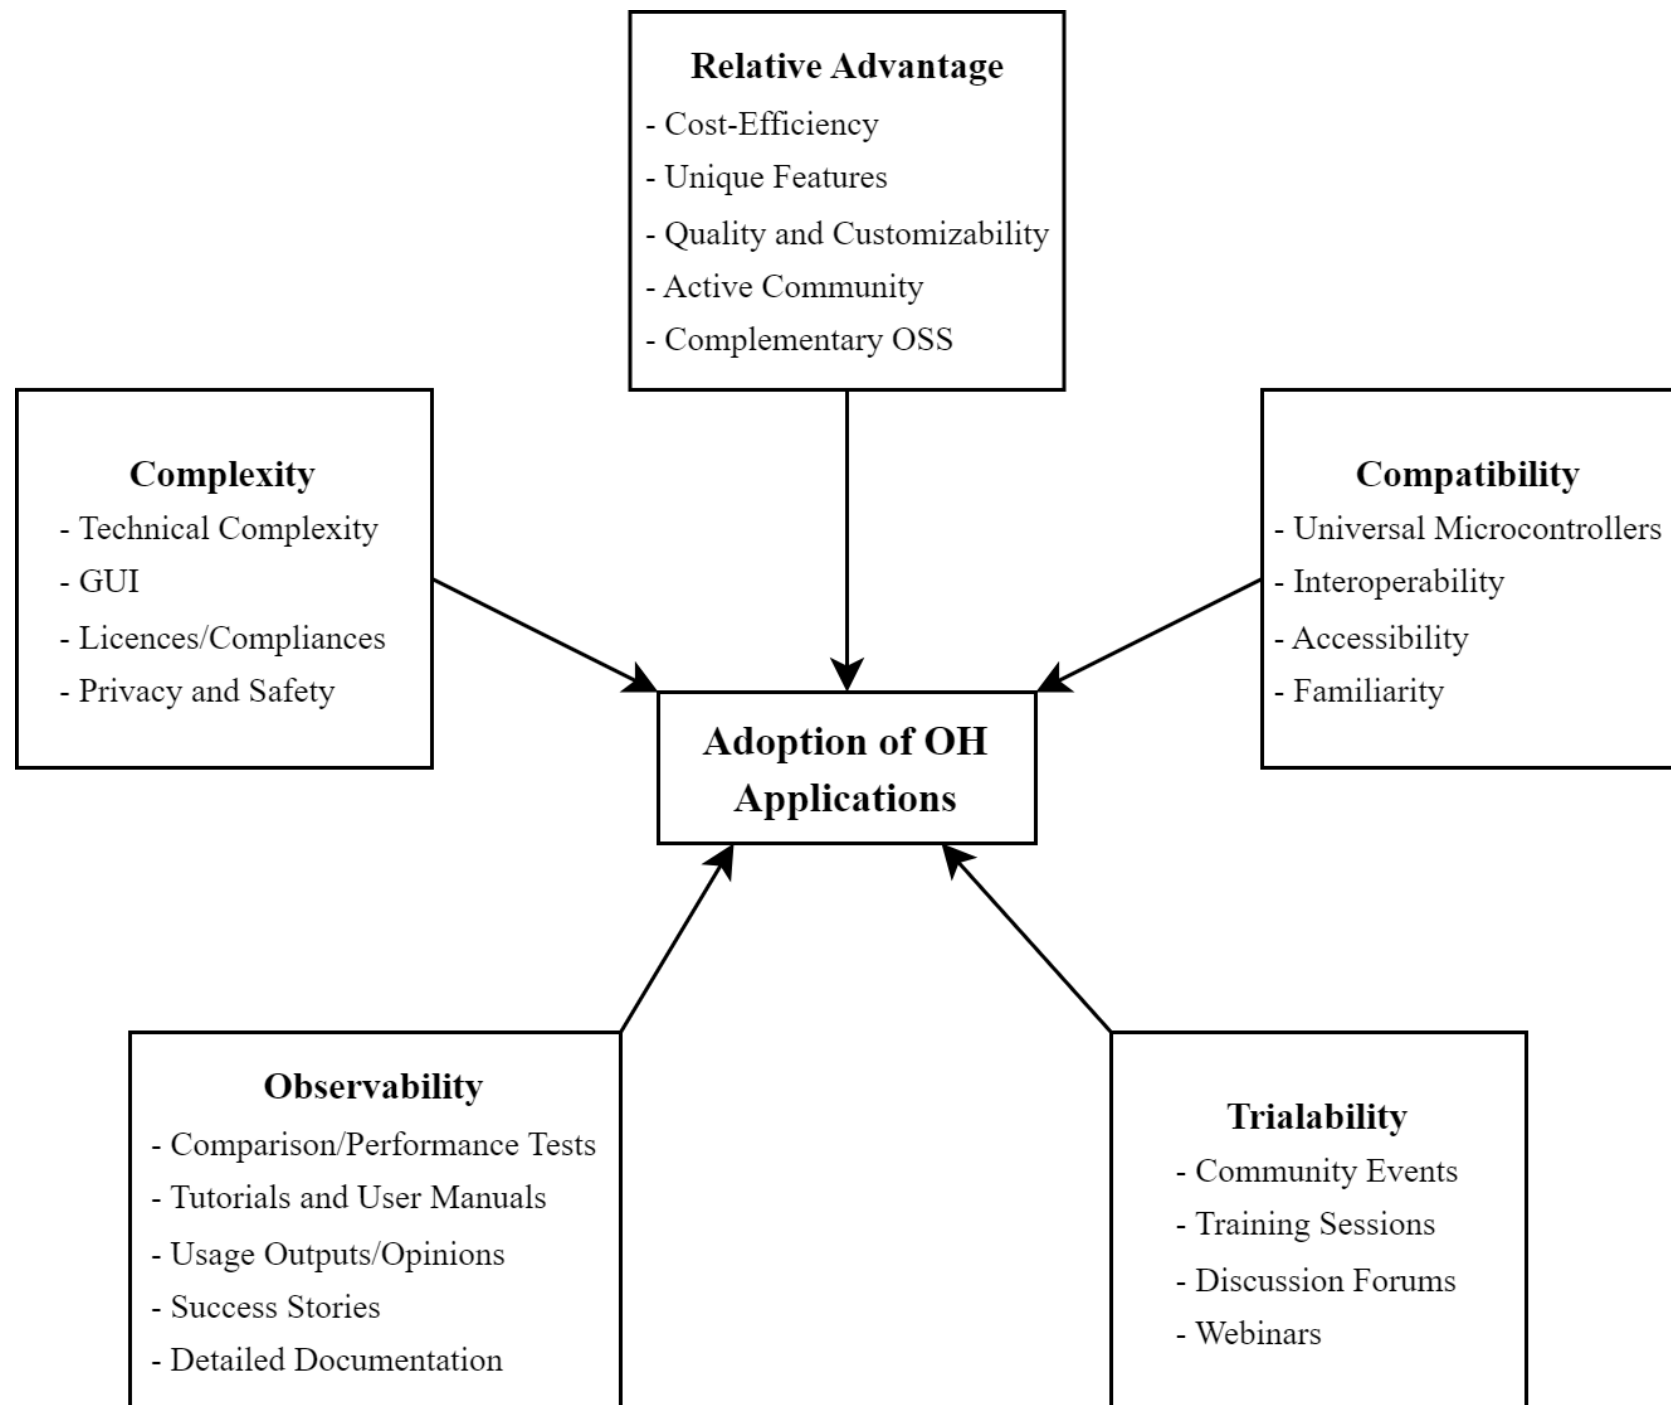 Relative Advantage
- Cost-Efficiency
- Unique Features
- Quality and Customizability
- Active Community
- Complementary OSS
Complexity
- Technical Complexity
- GUI
- Licences/Compliances
- Privacy and Safety
Compatibility
- Universal Microcontrollers
- Interoperability
- Accessibility
- Familiarity
Adoption of OH
Applications
Observability
- Comparison/Performance Tests
- Tutorials and User Manuals
- Usage Outputs/Opinions
- Success Stories
- Detailed Documentation
Trialability
- Community Events
- Training Sessions
- Discussion Forums
- Webinars